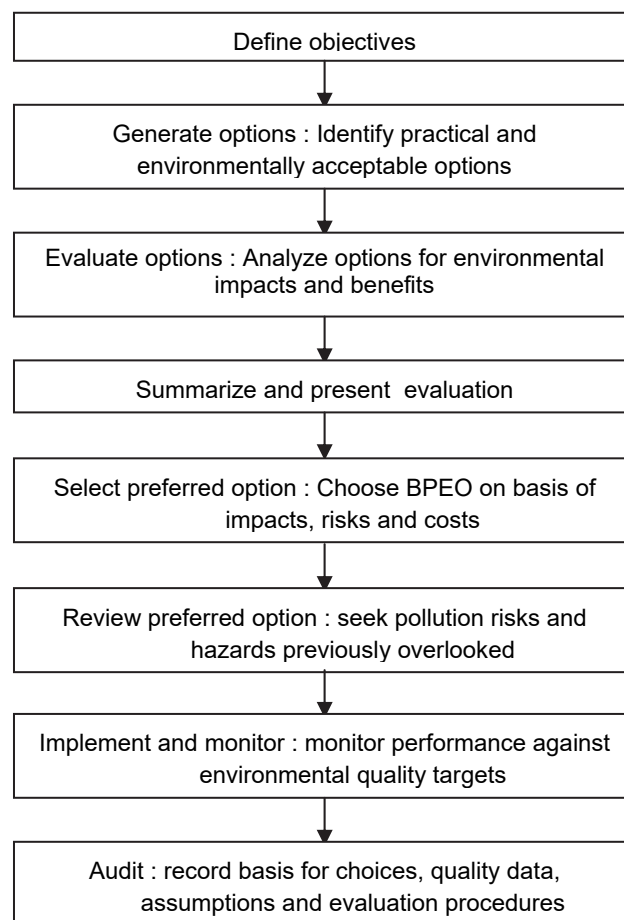 Define objectives
Generate options : Identify practical and
environmentally acceptable options
Evaluate options : Analyze options for environmental
impacts and benefits
Summarize and present  evaluation
Select preferred option : Choose BPEO on basis of
impacts, risks and costs
Review preferred option : seek pollution risks and
hazards previously overlooked
Implement and monitor : monitor performance against
environmental quality targets
Audit : record basis for choices, quality data,
assumptions and evaluation procedures